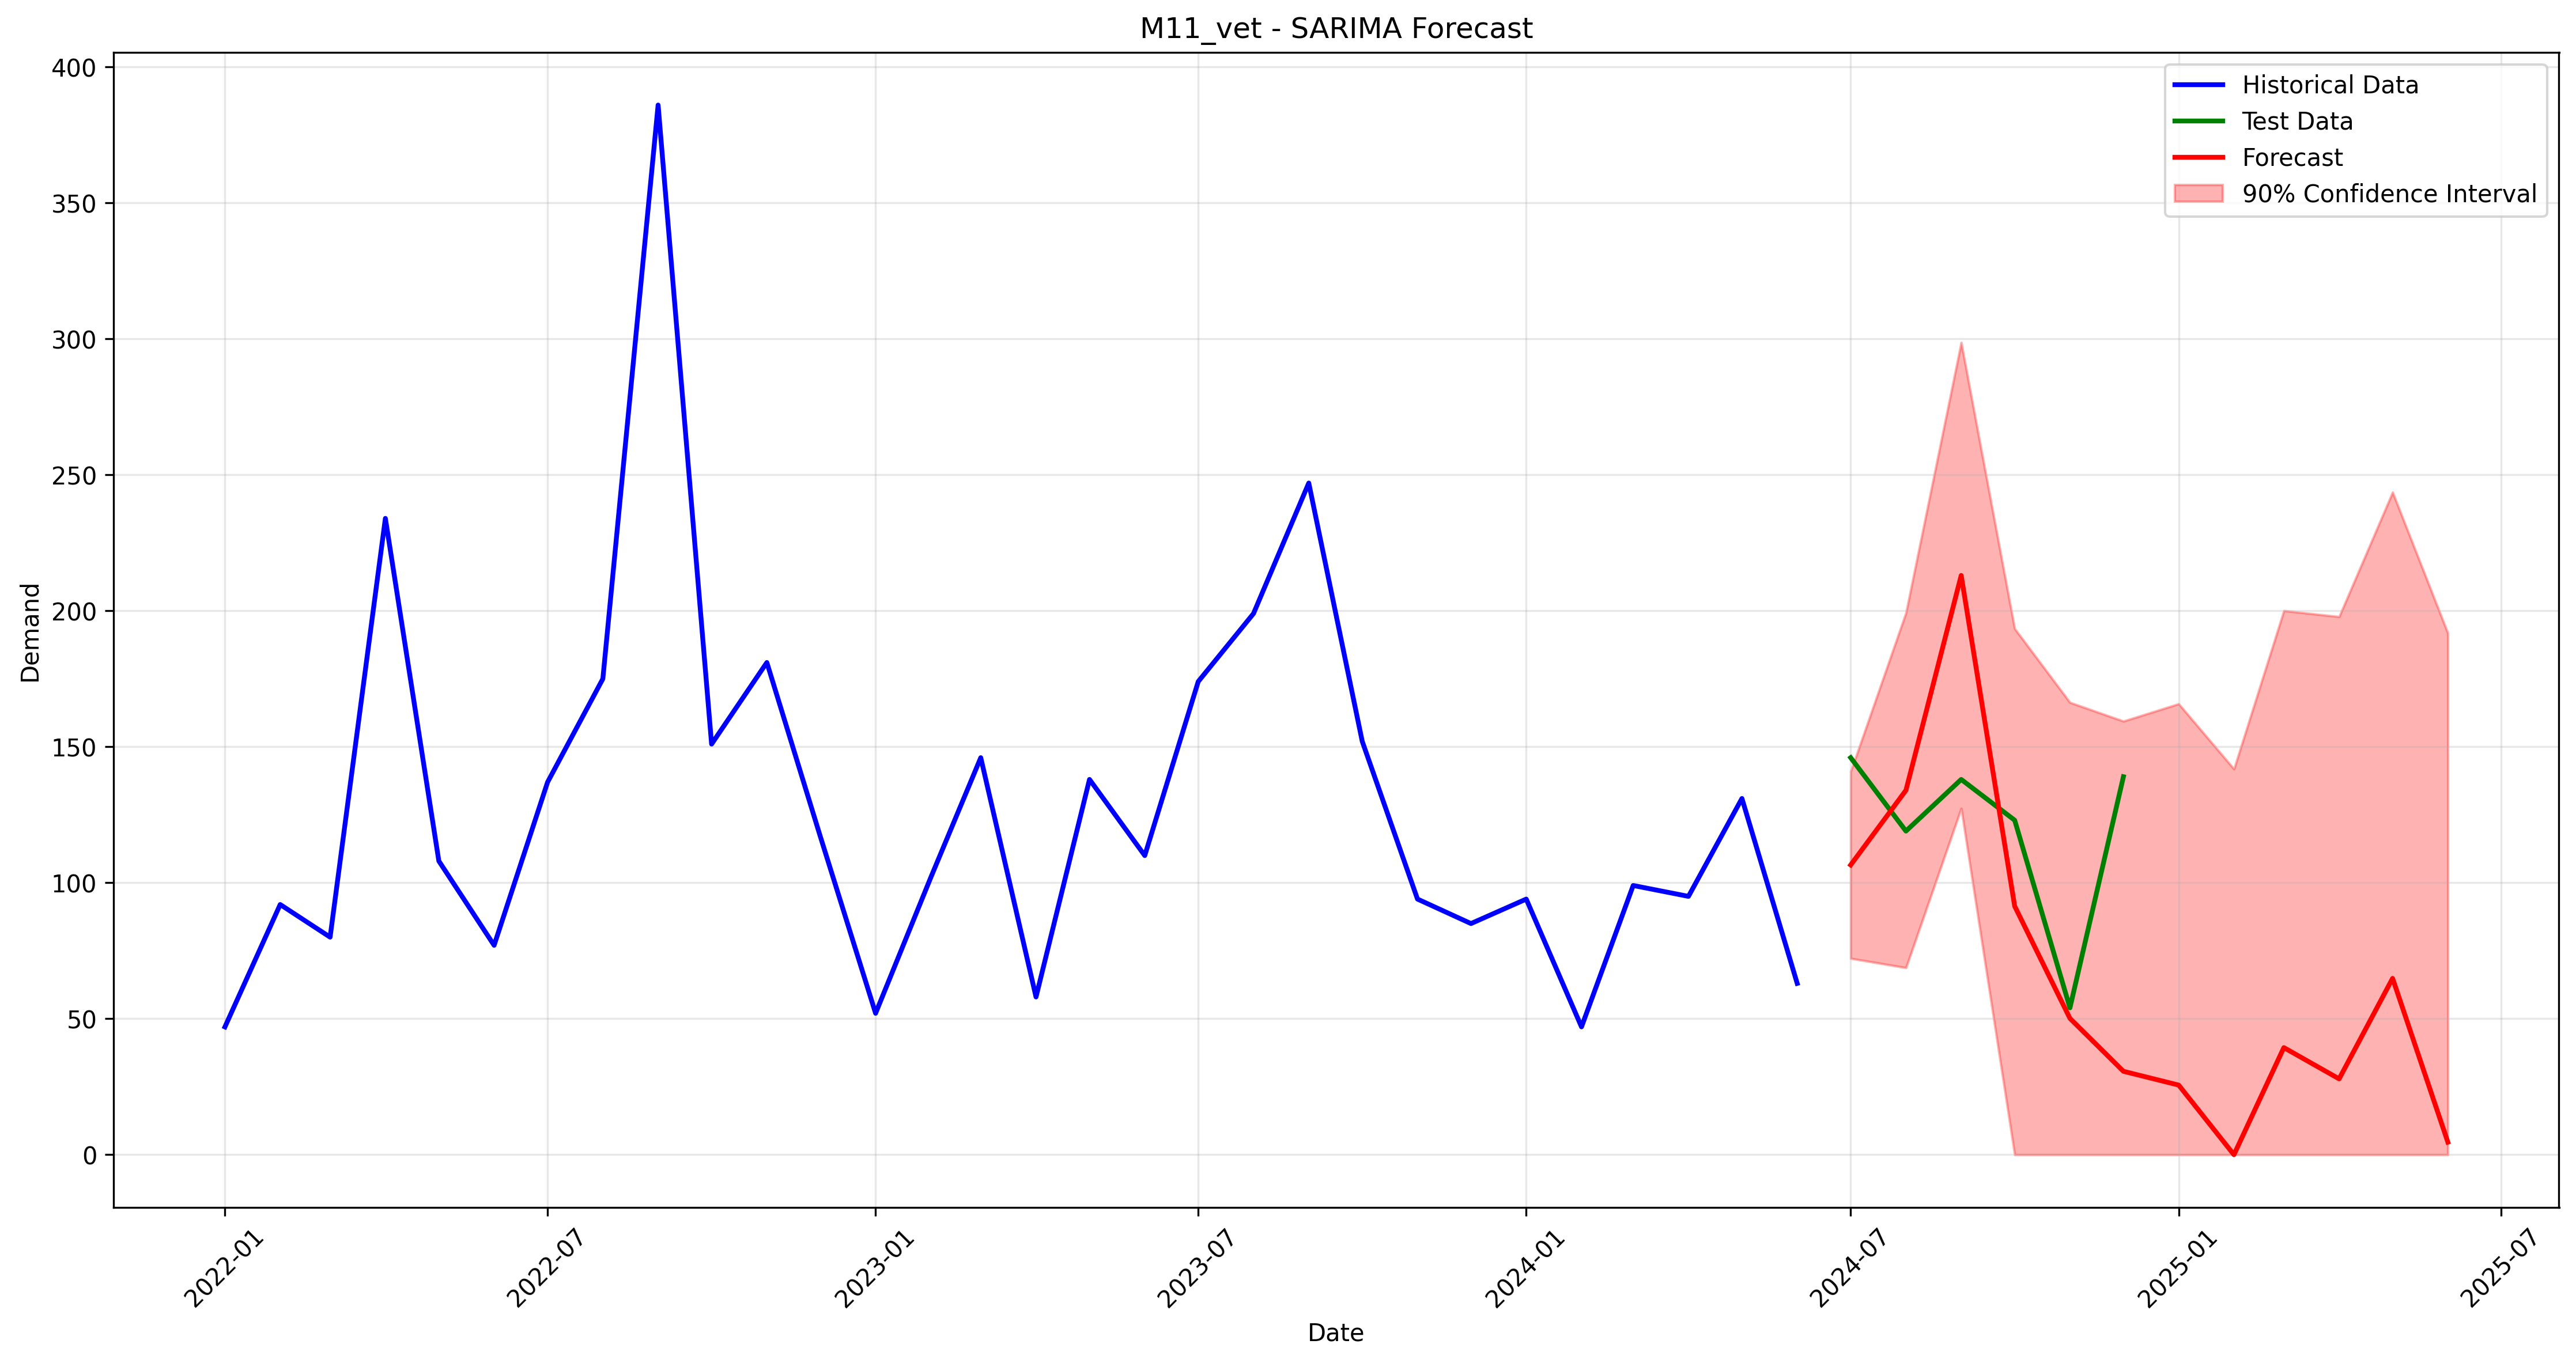 M11_vet - SARIMA Forecast
400
350
300
250
200
150
100
50
0
Demand
Historical Data
Test Data
Forecast
90% Confidence Interval
2022-01
2022-07
2023-01
2023-07
2024-01
2024-07
2025-01
2025-07
Date